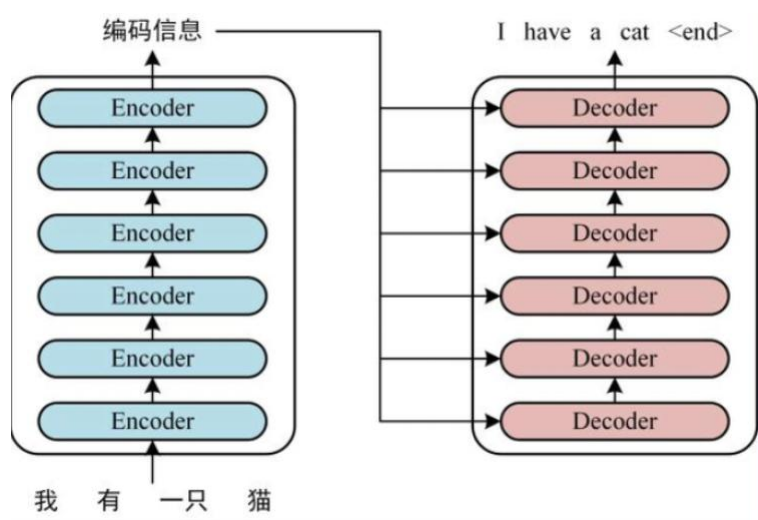 编码信息
Encoder
Encoder
Encoder
Encoder
Encoder
Encoder
我 有 一只 猫
I have a cat <end>
Decoder
Decoder
Decoder
Decoder
Decoder
Decoder